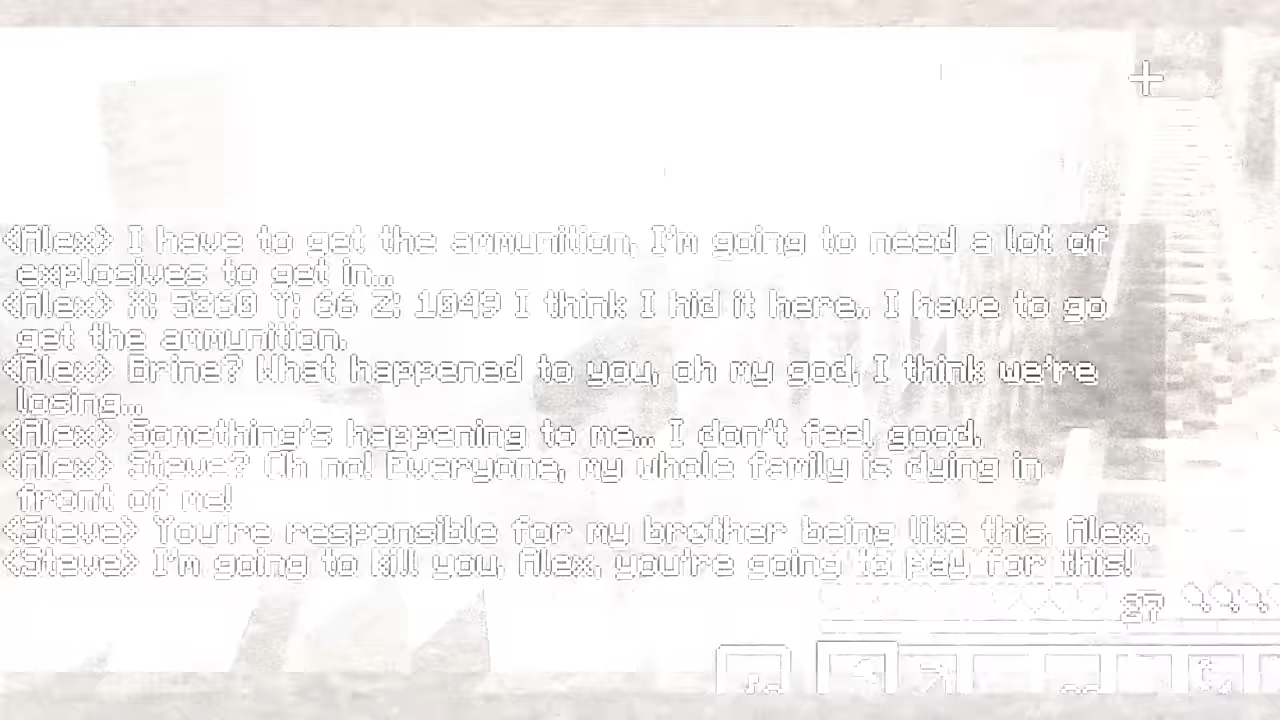 <Alex> I have to get the ammunition, I'm going to need a lot of
explosives to get in...
<Alex> X: 5260 Y: 66 Z: 1049 I think I hid it here.. I have to go
get the ammunition.
<Alex> Brine? What happened to you, oh my god, I think we're
losing...
<Alex> Something's happening to me... I don't feel good.
<Alex> Steve? Oh no! Everyone, my whole family is dying in
front of me!
<Steve> You're responsible for my brother being like this, Alex.
<Steve> I'm going to kill you, Alex, you're going to pay for this!
27